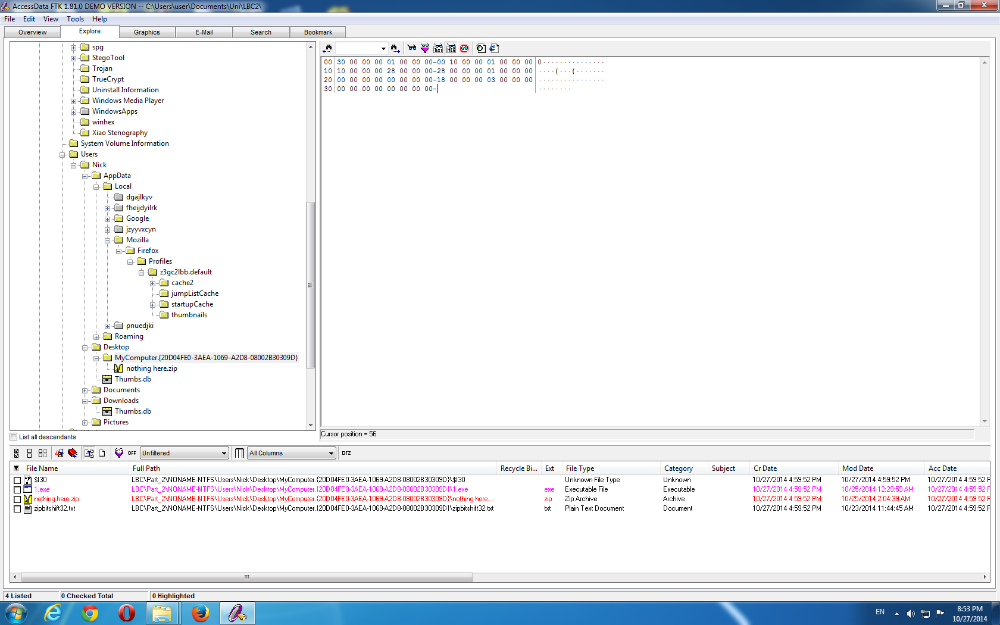 AccessData FTK 1.81.0 DEMO VERSION -- C:\Users\user\Documents\Uni\LBC2\
File Edit View Tools Help
Overview Explore Graphics E-Mail Search Bookmark
spg
StegoTool
Trojan
TrueCrypt
Uninstall Information
Windows Media Player
WindowsApps
winhex
Xiao Stenography
System Volume Information
Users
Nick
AppData
Local
dgajlkyv
fheijdyilrk
Google
jzyyvxcyn
Mozilla
Firefox
Profiles
z3gc2lbb.default
cache2
jumpListCache
startupCache
thumbnails
pnuedjki
Roaming
Desktop
MyComputer.{20D04FE0-3AEA-1069-A2D8-08002B30309D}
nothing here.zip
Thumbs.db
Documents
Downloads
Thumbs.db
Pictures
List all descendants
TEXT HEX
00 30 00 00 00 01 00 00 00-00 10 00 00 01 00 00 00 0···············
10 10 00 00 00 28 00 00 00-28 00 00 00 01 00 00 00 ····(···(·······
20 00 00 00 00 00 00 00 00-18 00 00 00 03 00 00 00 ················
30 00 00 00 00 00 00 00 00- ········
Cursor position = 56
OFF Unfiltered All Columns DTZ
File Name Full Path Recycle Bi... Ext File Type Category Subject Cr Date Mod Date Acc Date
$I30 LBC\Part_2\NONAME-NTFS\Users\Nick\Desktop\MyComputer.{20D04FE0-3AEA-1069-A2D8-08002B30309D}\$I30 Unknown File Type Unknown 10/27/2014 4:59:52 PM 10/27/2014 4:59:52 PM 10/27/2014 4:59:52 P
1.exe LBC\Part_2\NONAME-NTFS\Users\Nick\Desktop\MyComputer.{20D04FE0-3AEA-1069-A2D8-08002B30309D}\1.exe exe Executable File Executable 10/27/2014 4:59:52 PM 10/25/2014 12:29:59 AM 10/27/2014 4:59:52 P
nothing here.zip LBC\Part_2\NONAME-NTFS\Users\Nick\Desktop\MyComputer.{20D04FE0-3AEA-1069-A2D8-08002B30309D}\nothing here.... zip Zip Archive Archive 10/27/2014 4:59:52 PM 10/25/2014 2:04:39 AM 10/27/2014 4:59:52 P
zipbitshift32.txt LBC\Part_2\NONAME-NTFS\Users\Nick\Desktop\MyComputer.{20D04FE0-3AEA-1069-A2D8-08002B30309D}\zipbitshift32.txt txt Plain Text Document Document 10/27/2014 4:59:52 PM 10/23/2014 11:44:45 AM 10/27/2014 4:59:52 P
4 Listed 0 Checked Total 0 Highlighted
EN 8:53 PM
10/27/2014